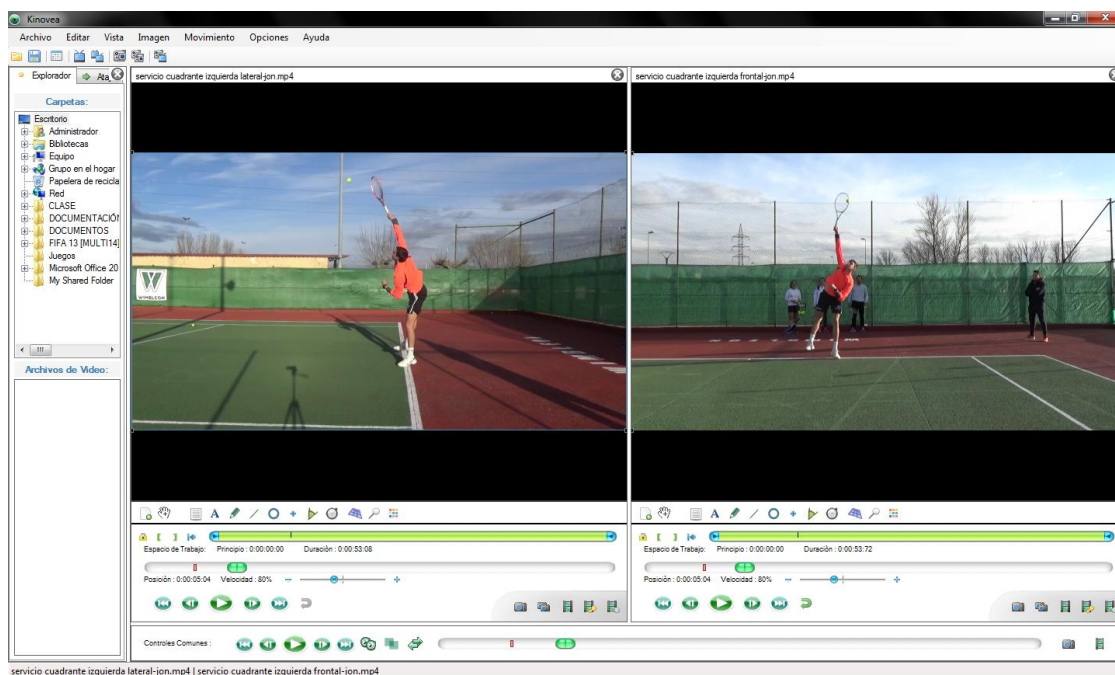 Kinovea
Archivo Editar Vista Imagen Movimiento Opciones Ayuda
Explorador
servicio cuadrante izquierda lateral-jon.mp4
servicio cuadrante izquierda frontal-jon.mp4
Carpetas:
Escritorio
Administrador
Bibliotecas
Equipo
Grupo en el hogar
Papelera de recicla
Red
CLASE
DOCUMENTACIÓN
DOCUMENTOS
FIFA 13 [MULTI14]
Juegos
Microsoft Office 20
My Shared Folder
Archivos de Video:
W
WIMBLEDON
Espacio de Trabajo: Principio : 0:00:00:00 Duración : 0:00:53:08
Posición : 0:00:05:04 Velocidad : 80%
Espacio de Trabajo: Principio : 0:00:00:00 Duración : 0:00:53:72
Posición : 0:00:05:04 Velocidad : 80%
Controles Comunes :
servicio cuadrante izquierda lateral-jon.mp4 | servicio cuadrante izquierda frontal-jon.mp4